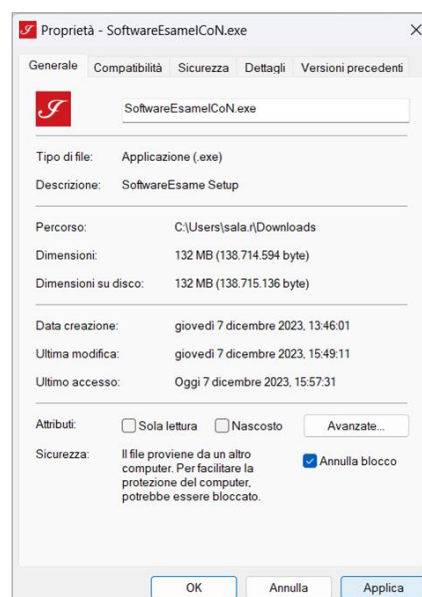 Proprietà - SoftwareEsameICoN.exe
Generale Compatibilità Sicurezza Dettagli Versioni precedenti
SoftwareEsameICoN.exe
Tipo di file: Applicazione (.exe)
Descrizione: SoftwareEsame Setup
Percorso: C:\Users\sala.r\Downloads
Dimensioni: 132 MB (138.714.594 byte)
Dimensioni su disco: 132 MB (138.715.136 byte)
Data creazione: giovedì 7 dicembre 2023, 13:46:01
Ultima modifica: giovedì 7 dicembre 2023, 15:49:11
Ultimo accesso: Oggi 7 dicembre 2023, 15:57:31
Attributi: Sola lettura Nascosto Avanzate...
Sicurezza: Il file proviene da un altro
computer. Per facilitare la
protezione del computer,
potrebbe essere bloccato.
Annulla blocco
OK Annulla Applica